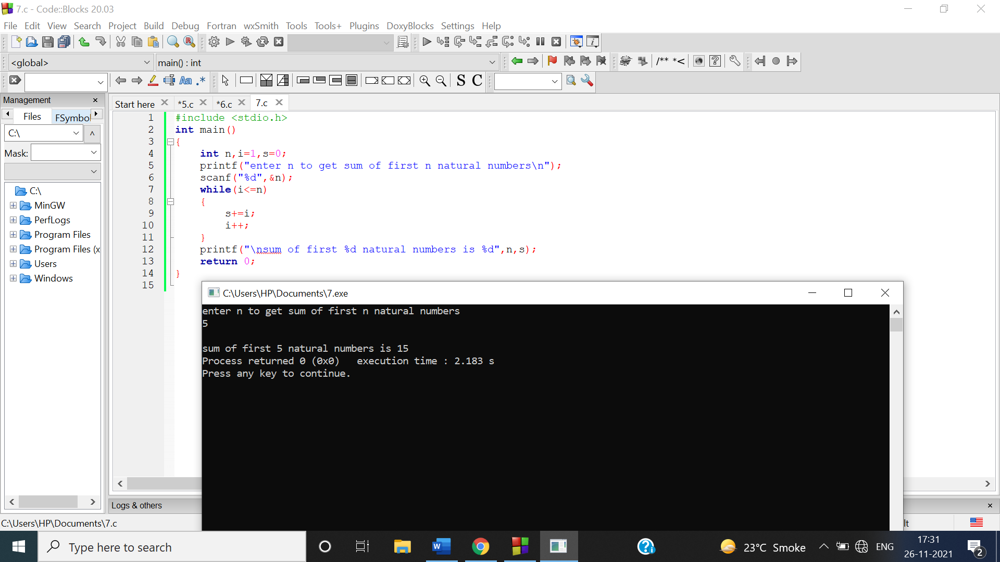 7.c - Code::Blocks 20.03
File Edit View Search Project Build Debug Fortran wxSmith Tools Tools+ Plugins DoxyBlocks Settings Help
<global> main() : int /** *<
Aa .* S C
Management
Start here *5.c *6.c 7.c
Files FSymbo
C:\
Mask:
C:\
MinGW
PerfLogs
Program Files
Program Files (x
Users
Windows
1 #include <stdio.h>
2 int main()
3 {
4 int n,i=1,s=0;
5 printf("enter n to get sum of first n natural numbers\n");
6 scanf("%d",&n);
7 while(i<=n)
8 {
9 s+=i;
10 i++;
11 }
12 printf("\nsum of first %d natural numbers is %d",n,s);
13 return 0;
14 }
15
C:\Users\HP\Documents\7.exe
enter n to get sum of first n natural numbers
5
sum of first 5 natural numbers is 15
Process returned 0 (0x0)   execution time : 2.183 s
Press any key to continue.
Logs & others
C:\Users\HP\Documents\7.c lt
Type here to search 23°C Smoke ENG 17:31
26-11-2021 2